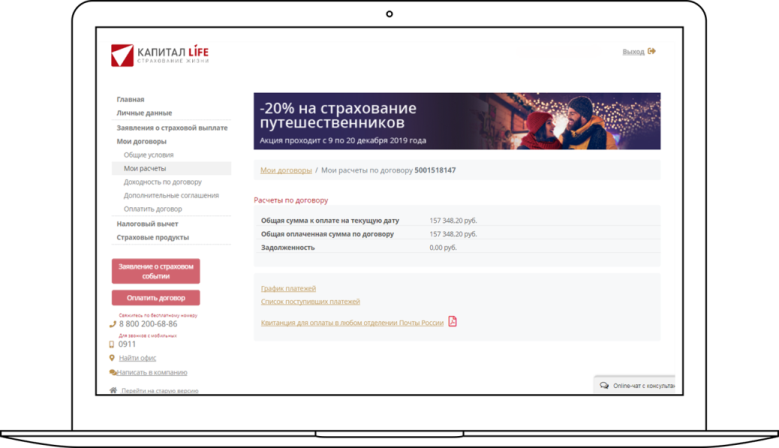 КАПИТАЛ LIFE
СТРАХОВАНИЕ ЖИЗНИ
Выход
Главная
Личные данные
Заявления о страховой выплате
Мои договоры
Общие условия
Мои расчеты
Доходность по договору
Дополнительные соглашения
Оплатить договор
Налоговый вычет
Страховые продукты
Заявление о страховом
событии
Оплатить договор
Свяжитесь по бесплатному номеру
8 800 200-68-86
Для звонков с мобильных
0911
Найти офис
Написать в компанию
Перейти на старую версию
-20% на страхование
путешественников
Акция проходит с 9 по 20 декабря 2019 года
Мои договоры / Мои расчеты по договору 5001518147
Расчеты по договору
Общая сумма к оплате на текущую дату 157 348,20 руб.
Общая оплаченная сумма по договору 157 348,20 руб.
Задолженность 0,00 руб.
График платежей
Список поступивших платежей
Квитанция для оплаты в любом отделении Почты России
Online-чат с консульта